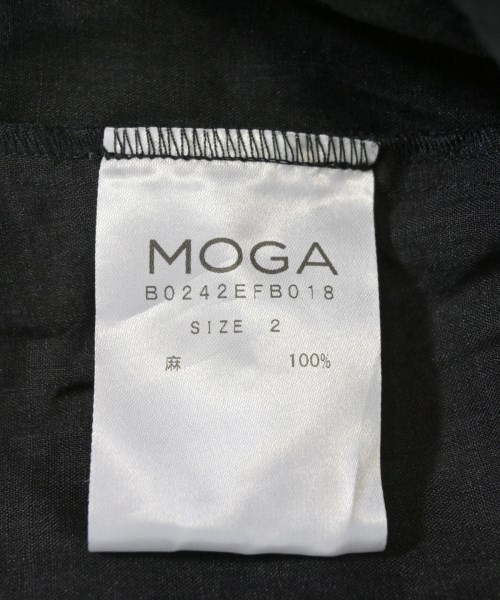 MOGA
B0242EFB018
SIZE 2
麻 100%